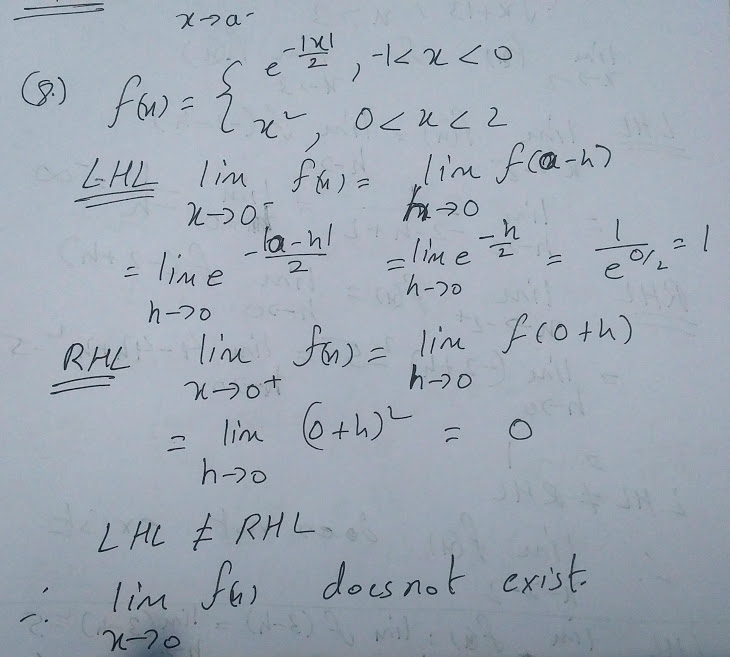 x→a⁻
(8.) f(x) = { e^(-|x|/2), -1< x < 0
x², 0< x < 2
LHL lim x→0⁻ f(x) = lim h→0 f(0-h)
= lim h→0 e^(-|0-h|/2) = lim h→0 e^(-h/2) = 1/e^(0/2) = 1
RHL lim x→0+ f(x) = lim h→0 f(0+h)
= lim h→0 (0+h)² = 0
LHL ≠ RHL
∴ lim x→0 f(x) does not exist.